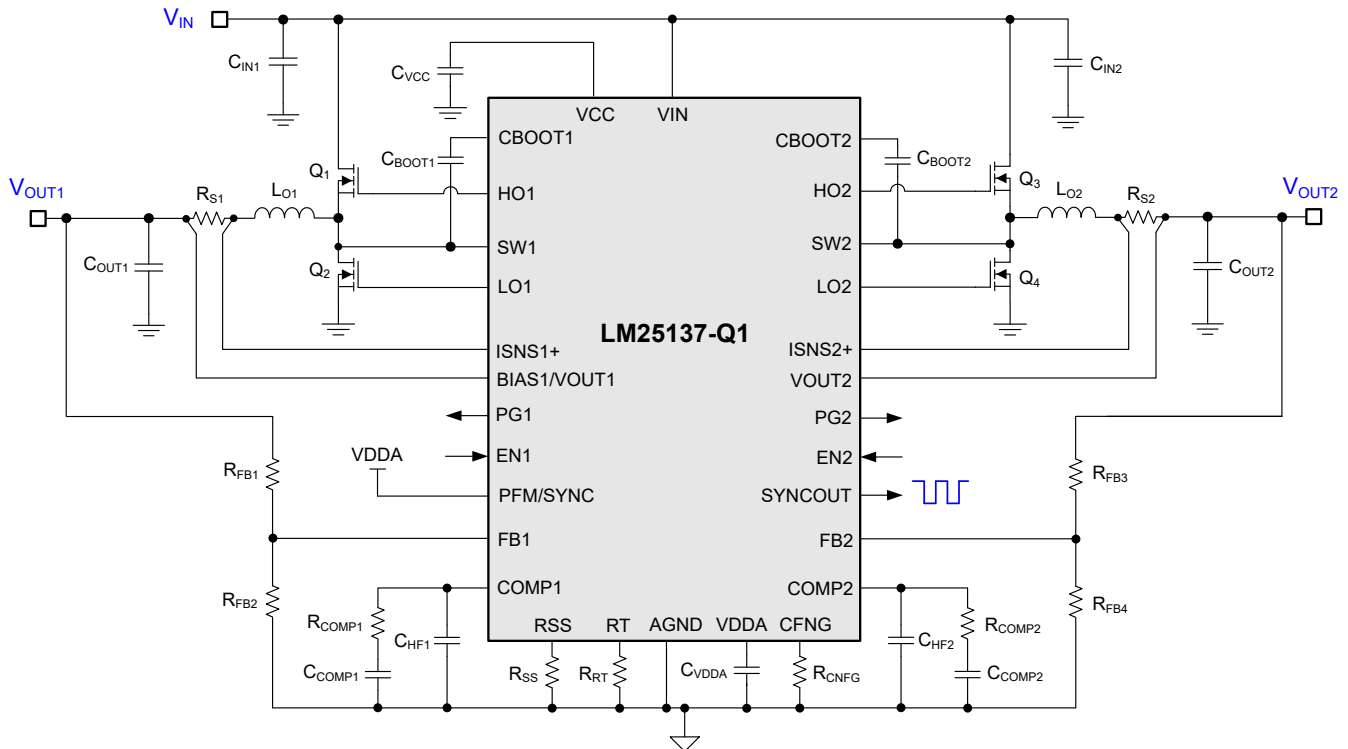 VIN
CIN1
CVCC
CIN2
VCC
VIN
CBOOT1
CBOOT2
CBOOT1
CBOOT2
Q1
HO1
HO2
Q3
VOUT1
RS1
LO1
LO2
RS2
VOUT2
SW1
SW2
COUT1
Q2
LO1
LO2
Q4
COUT2
LM25137-Q1
ISNS1+
ISNS2+
BIAS1/VOUT1
VOUT2
PG1
PG2
VDDA
EN1
EN2
RFB1
RFB3
PFM/SYNC
SYNCOUT
FB1
FB2
COMP1
COMP2
RFB2
RFB4
RCOMP1
RCOMP2
CHF1
CHF2
RSS
RT
AGND
VDDA
CFNG
CCOMP1
RSS
RRT
CVDDA
RCNFG
CCOMP2